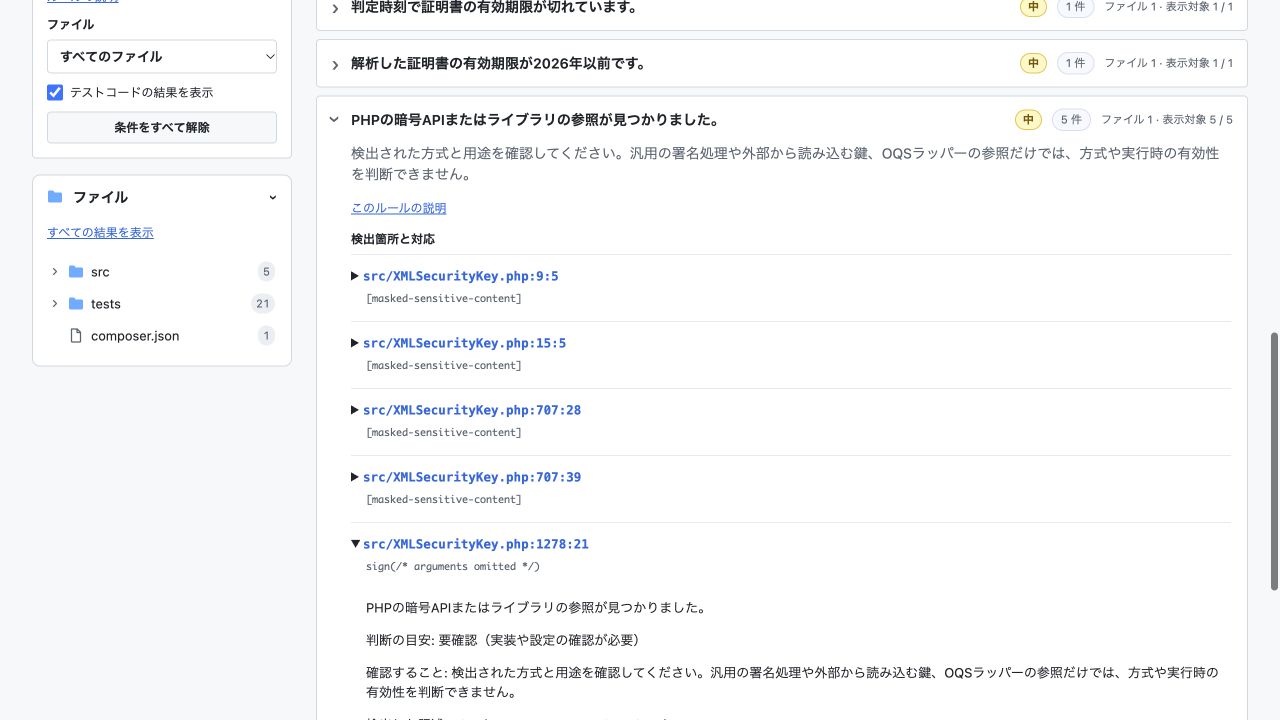 ファイル
すべてのファイル
テストコードの結果を表示
条件をすべて解除
ファイル
すべての結果を表示
src 5
tests 21
composer.json 1
判定時刻で証明書の有効期限が切れています。 中 1 件 ファイル 1 · 表示対象 1 / 1
解析した証明書の有効期限が2026年以前です。 中 1 件 ファイル 1 · 表示対象 1 / 1
PHPの暗号APIまたはライブラリの参照が見つかりました。 中 5 件 ファイル 1 · 表示対象 5 / 5
検出された方式と用途を確認してください。汎用の署名処理や外部から読み込む鍵、OQSラッパーの参照だけでは、方式や実行時の有効性
を判断できません。
このルールの説明
検出箇所と対応
src/XMLSecurityKey.php:9:5
[masked-sensitive-content]
src/XMLSecurityKey.php:15:5
[masked-sensitive-content]
src/XMLSecurityKey.php:707:28
[masked-sensitive-content]
src/XMLSecurityKey.php:707:39
[masked-sensitive-content]
src/XMLSecurityKey.php:1278:21
sign(/* arguments omitted */)
PHPの暗号APIまたはライブラリの参照が見つかりました。
判断の目安: 要確認（実装や設定の確認が必要）
確認すること: 検出された方式と用途を確認してください。汎用の署名処理や外部から読み込む鍵、OQSラッパーの参照だけでは、方式や実行時の
有効性を判断できません。